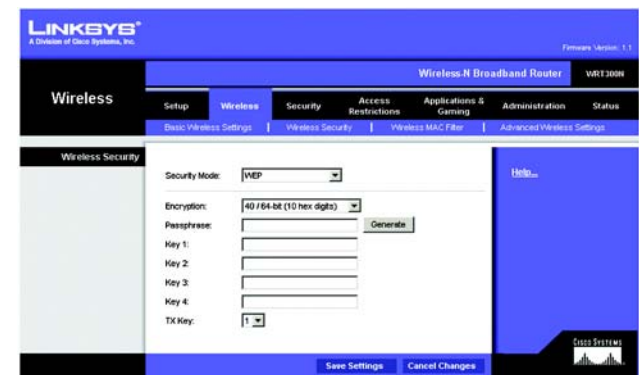 LINKSYS®
A Division of Cisco Systems, Inc.
Firmware Version: 1.1
Wireless-N Broadband Router WRT300N
Wireless
Setup Wireless Security Access Restrictions Applications & Gaming Administration Status
Basic Wireless Settings | Wireless Security | Wireless MAC Filter | Advanced Wireless Settings
Wireless Security
Security Mode: WEP
Help...
Encryption: 40 / 64-bit (10 hex digits)
Passphrase: Generate
Key 1:
Key 2:
Key 3:
Key 4:
TX Key: 1
CISCO SYSTEMS
Save Settings Cancel Changes